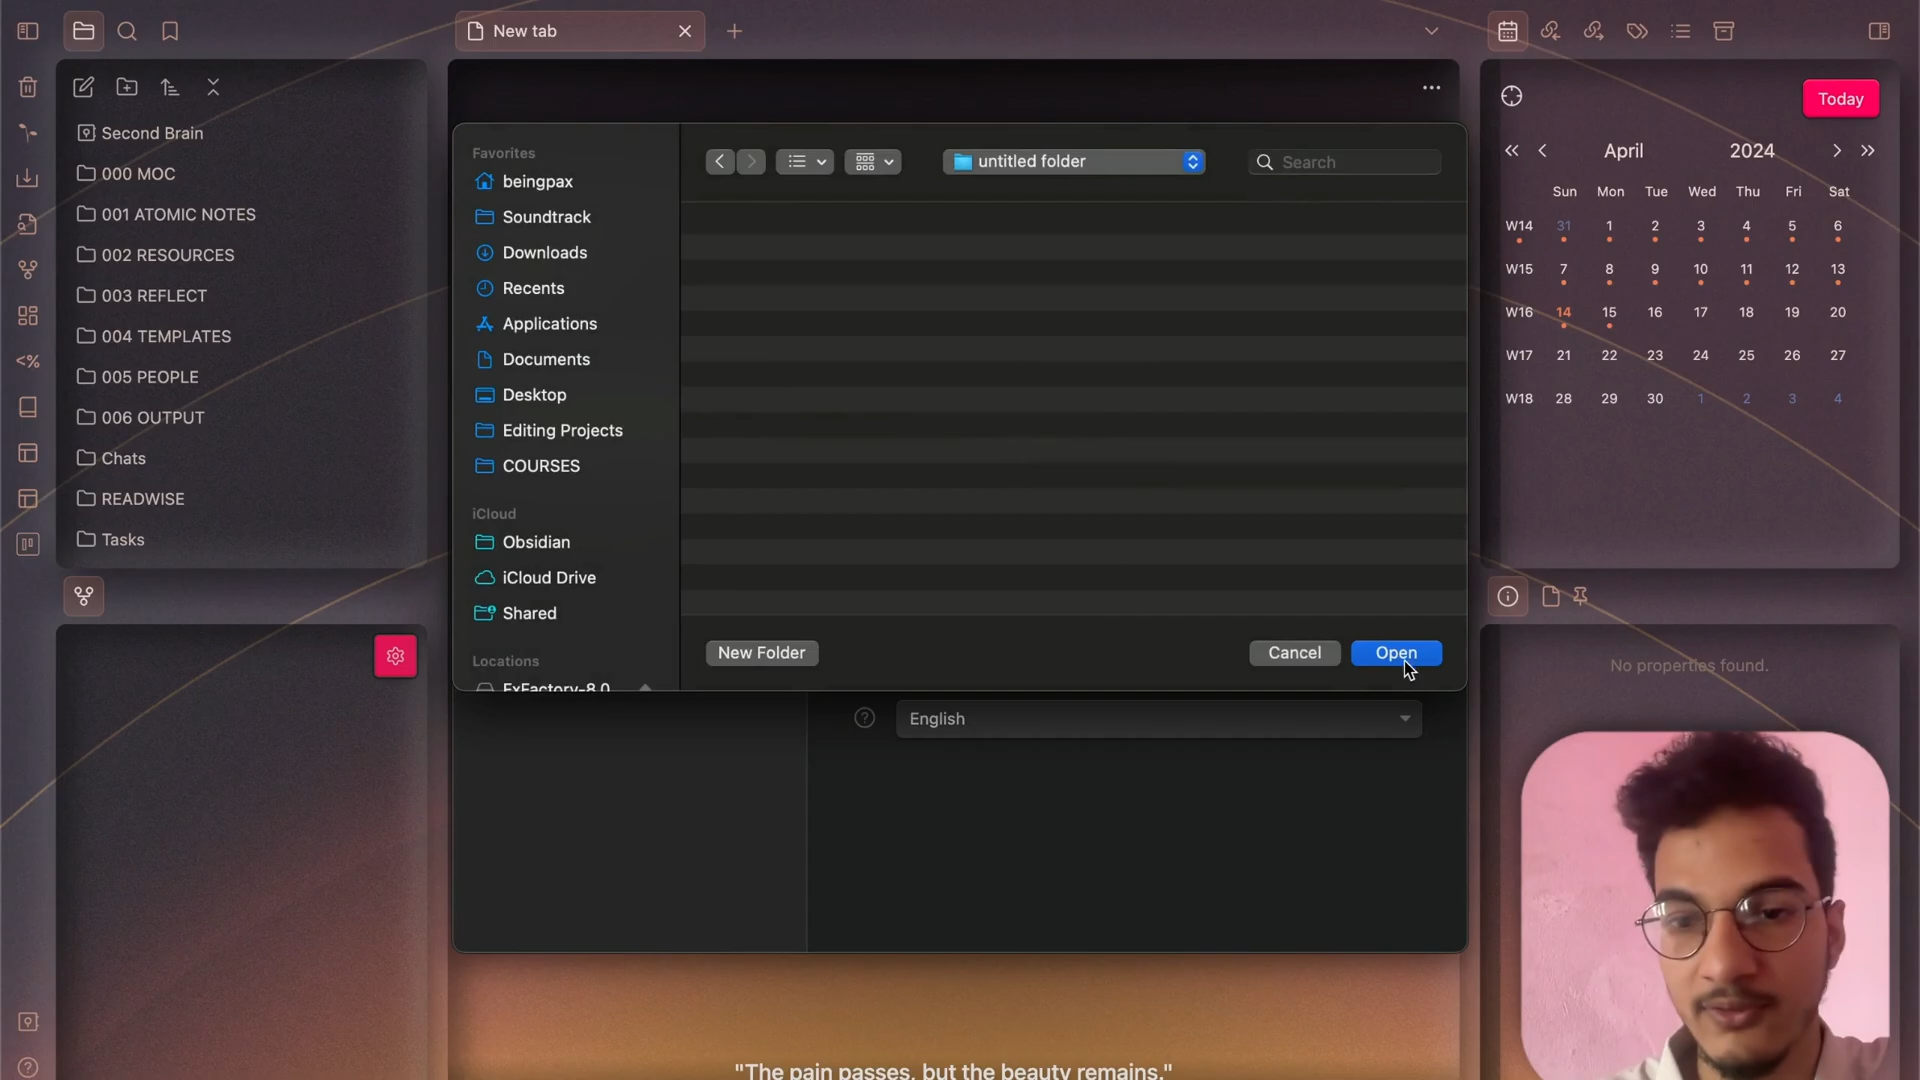 New tab
Second Brain
000 MOC
001 ATOMIC NOTES
002 RESOURCES
003 REFLECT
004 TEMPLATES
005 PEOPLE
006 OUTPUT
Chats
READWISE
Tasks
<%
Favorites
beingpax
Soundtrack
Downloads
Recents
Applications
Documents
Desktop
Editing Projects
COURSES
iCloud
Obsidian
iCloud Drive
Shared
Locations
FxFactory-8.0
untitled folder
Search
New Folder
Cancel
Open
English
"The pain passes, but the beauty remains."
Today
« < April 2024 > »
Sun Mon Tue Wed Thu Fri Sat
W14 31 1 2 3 4 5 6
W15 7 8 9 10 11 12 13
W16 14 15 16 17 18 19 20
W17 21 22 23 24 25 26 27
W18 28 29 30 1 2 3 4
No properties found.